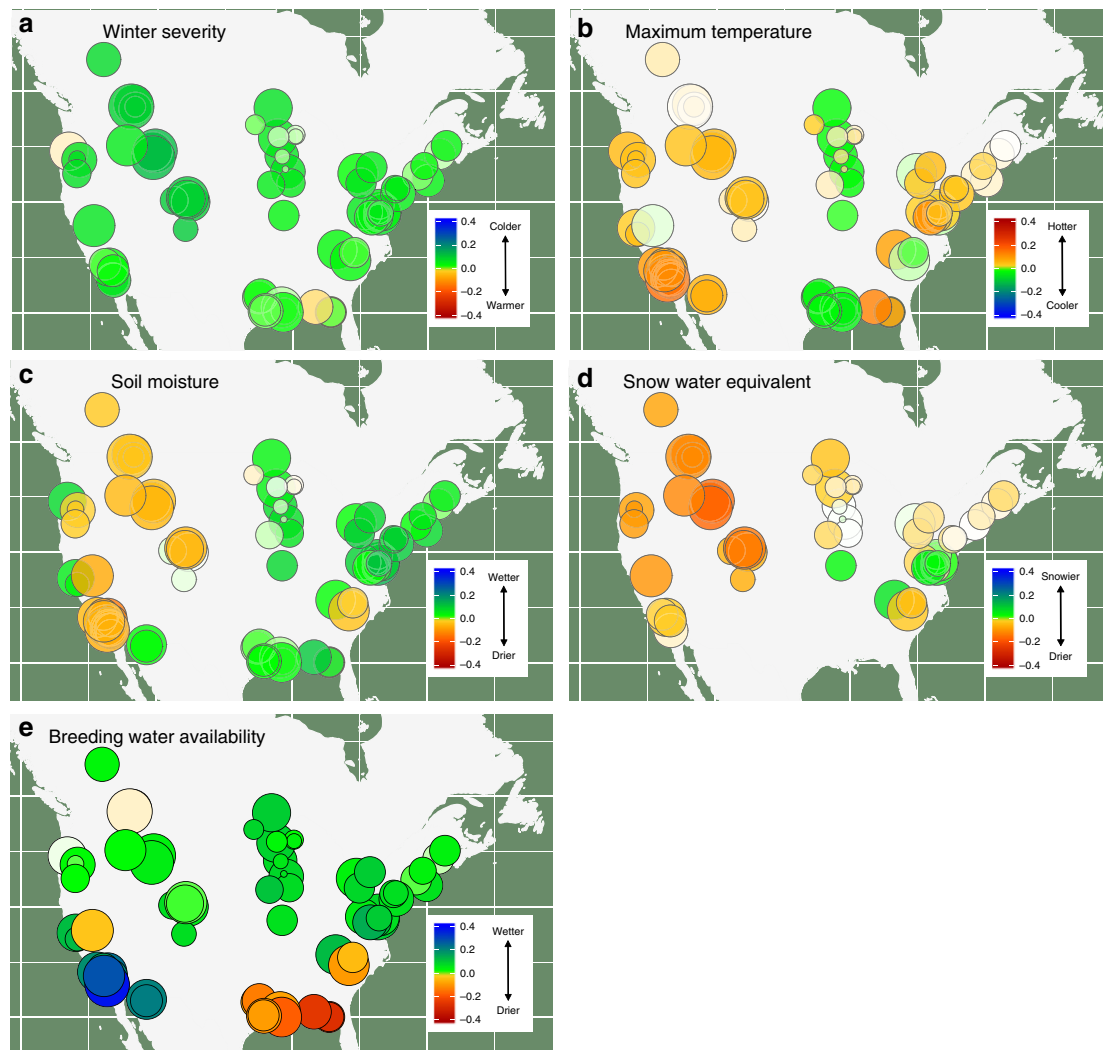 a
Winter severity
Colder
Warmer
0.4
0.2
0.0
−0.2
−0.4
b
Maximum temperature
Hotter
Cooler
0.4
0.2
0.0
−0.2
−0.4
c
Soil moisture
Wetter
Drier
0.4
0.2
0.0
−0.2
−0.4
d
Snow water equivalent
Snowier
Drier
0.4
0.2
0.0
−0.2
−0.4
e
Breeding water availability
Wetter
Drier
0.4
0.2
0.0
−0.2
−0.4